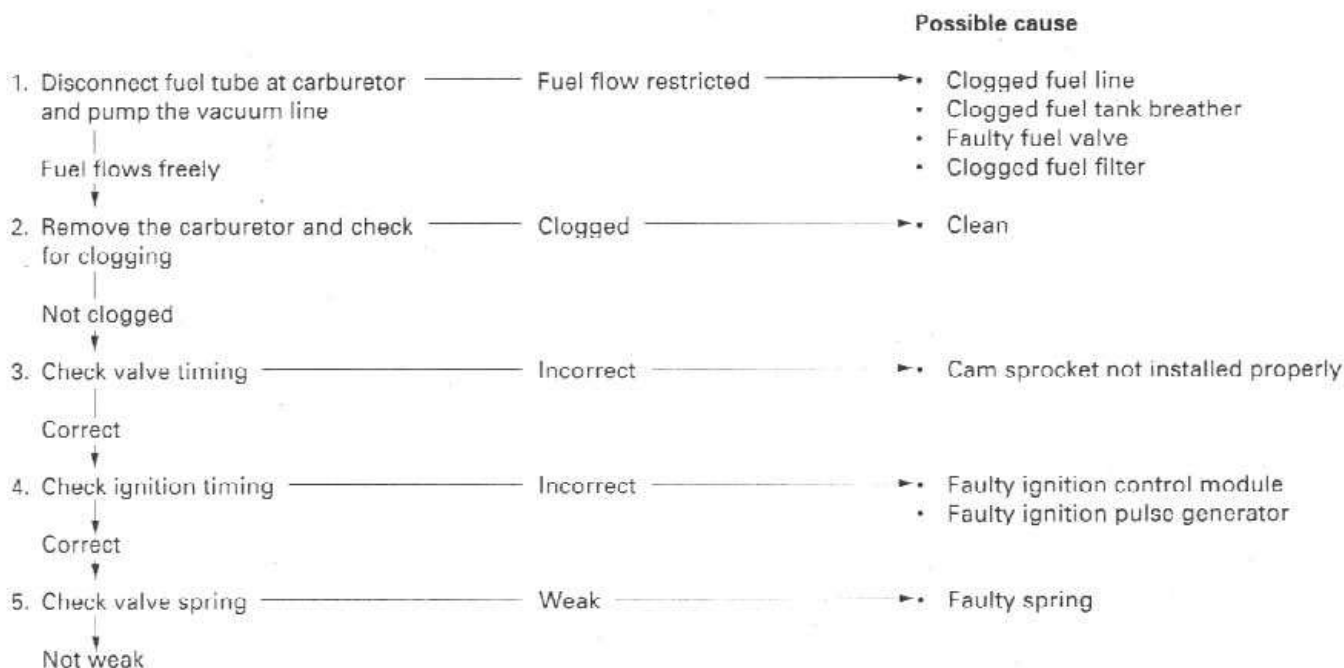 Possible cause
1. Disconnect fuel tube at carburetor and pump the vacuum line
Fuel flow restricted
• Clogged fuel line
• Clogged fuel tank breather
• Faulty fuel valve
• Clogged fuel filter
Fuel flows freely
2. Remove the carburetor and check for clogging
Clogged
• Clean
Not clogged
3. Check valve timing
Incorrect
• Cam sprocket not installed properly
Correct
4. Check ignition timing
Incorrect
• Faulty ignition control module
• Faulty ignition pulse generator
Correct
5. Check valve spring
Weak
• Faulty spring
Not weak